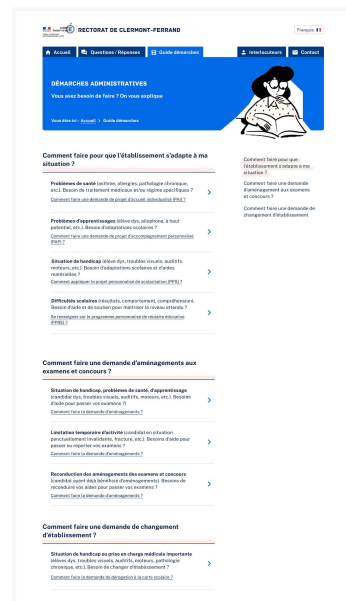 RECTORAT DE CLERMONT-FERRAND
Français
Accueil
Questions / Réponses
Guide démarches
Interlocuteurs
Contact
DÉMARCHES ADMINISTRATIVES
Vous avez besoin de faire ? On vous explique
Vous êtes ici : Accueil > Guide démarches
Comment faire pour que l'établissement s'adapte à ma
situation ?
Problèmes de santé (asthme, allergies, pathologie chronique,
etc.). Besoin de traitement médicaux et/ou régime spécifiques ?
Comment faire une demande de projet d'accueil individualisé (PAI) ?
Problèmes d'apprentissages (élève dys, allophone, à haut
potentiel, etc.). Besoin d'adaptations scolaires ?
Comment faire une demande de projet d'accompagnement personnalisé
(PAP) ?
Situation de handicap (élève dys, troubles visuels, auditifs,
moteurs, etc.). Besoin d'adaptations scolaires et d'aides
matérielles ?
Comment appliquer le projet personnalisé de scolarisation (PPS) ?
Difficultés scolaires (résultats, comportement, compréhension).
Besoin d'aide et de soutien pour maitriser le niveau attendu ?
Se renseigner sur le programme personnalisé de réussite éducative
(PPRE) ?
Comment faire une demande d'aménagements aux
examens et concours ?
Situation de handicap, problèmes de santé, d'apprentissage
(candidat dys, troubles visuels, auditifs, moteurs, etc.). Besoins
d'aide pour passer vos examens ?)
Comment faire la demande d'aménagements ?
Limitation temporaire d'activité (candidat en situation
ponctuellement invalidante, fracture, etc.). Besoins d'aide pour
passer ou reporter vos examens ?
Comment faire la demande d'aménagements ?
Reconduction des aménagements des examens et concours
(candidat ayant déjà bénéficié d'aménagements). Besoins de
reconduire vos aides pour passer vos examens ?
Comment faire la demande d'aménagements ?
Comment faire une demande de changement
d'établissement ?
Situation de handicap ou prise en charge médicale importante
(élève dys, troubles visuels, auditifs, moteurs, pathologie
chronique, etc.). Besoin de changer d'établissement ?
Comment faire la demande de dérogation à la carte scolaire ?
Comment faire pour que
l'établissement s'adapte à ma
situation ?
Comment faire une demande
d'aménagement aux examens
et concours ?
Comment faire une demande de
changement d'établissement